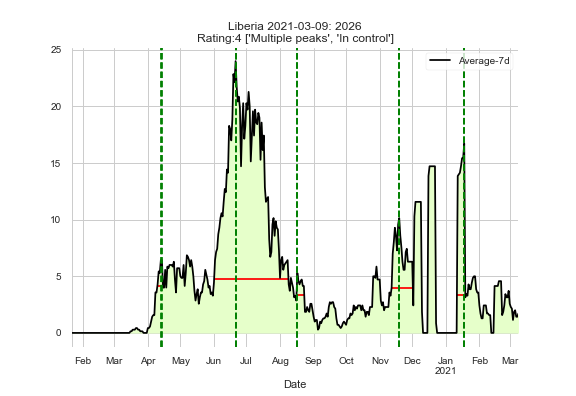 Liberia 2021-03-09: 2026
Rating:4 ['Multiple peaks', 'In control']
25
Average-7d
20
15
10
5
0
Feb Mar Apr May Jun Jul Aug Sep Oct Nov Dec Jan Feb Mar
2021
Date